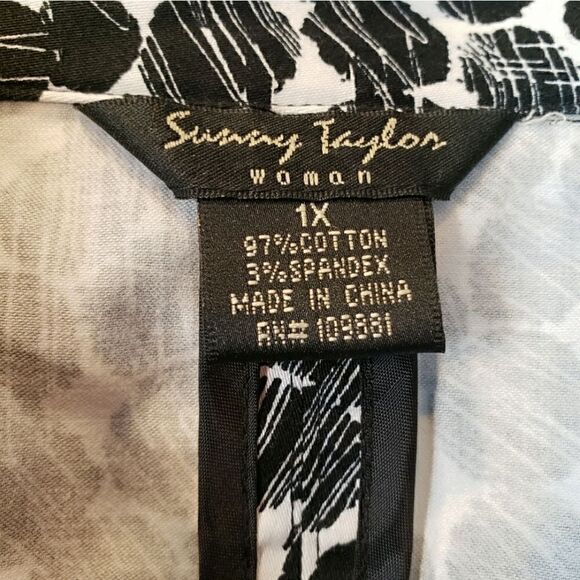 Sunny Taylor
woman
1X
97%COTTON
3%SPANDEX
MADE IN CHINA
RN# 109881